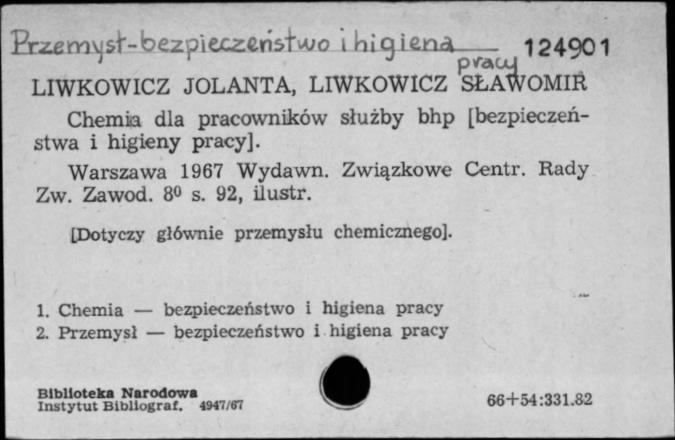 Przemysł-bezpieczeństwo i higiena 124901
pracy
LIWKOWICZ JOLANTA, LIWKOWICZ SŁAWOMIR
Chemia dla pracowników służby bhp [bezpieczeń-
stwa i higieny pracy].
Warszawa 1967 Wydawn. Związkowe Centr. Rady
Zw. Zawod. 8⁰ s. 92, ilustr.
[Dotyczy głównie przemysłu chemicznego].
1. Chemia — bezpieczeństwo i higiena pracy
2. Przemysł — bezpieczeństwo i higiena pracy
Biblioteka Narodowa
Instytut Bibliograf. 4947/67
66+54:331.82